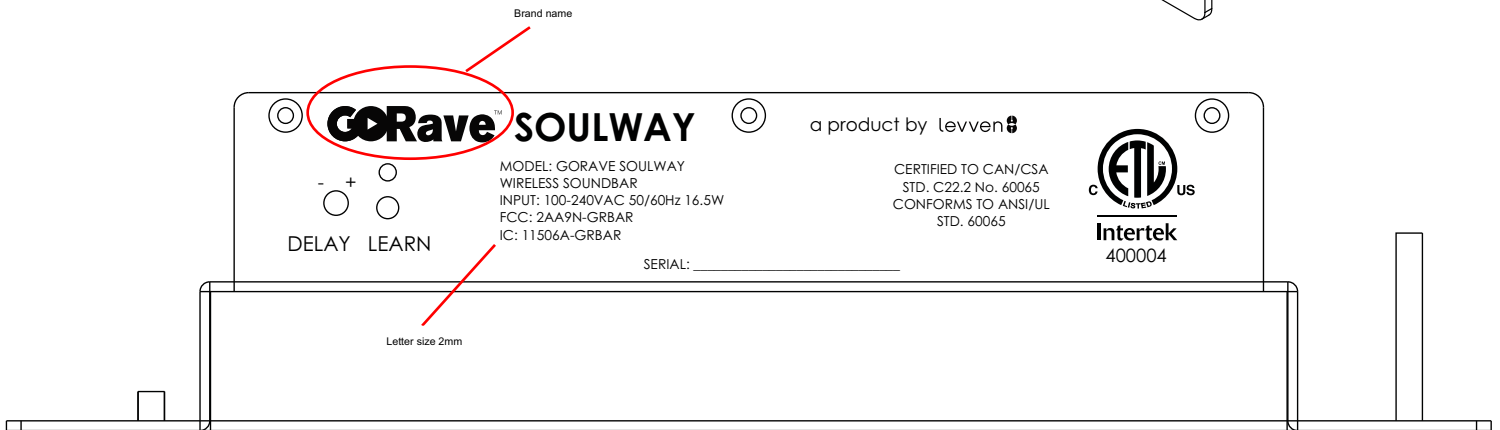 Brand name
GORave™ SOULWAY
a product by levven
MODEL: GORAVE SOULWAY
WIRELESS SOUNDBAR
INPUT: 100-240VAC 50/60Hz 16.5W
FCC: 2AA9N-GRBAR
IC: 11506A-GRBAR
- +
DELAY LEARN
CERTIFIED TO CAN/CSA
STD. C22.2 No. 60065
CONFORMS TO ANSI/UL
STD. 60065
ETL CM
C US
LISTED
Intertek
400004
SERIAL: ____________________________
Letter size 2mm